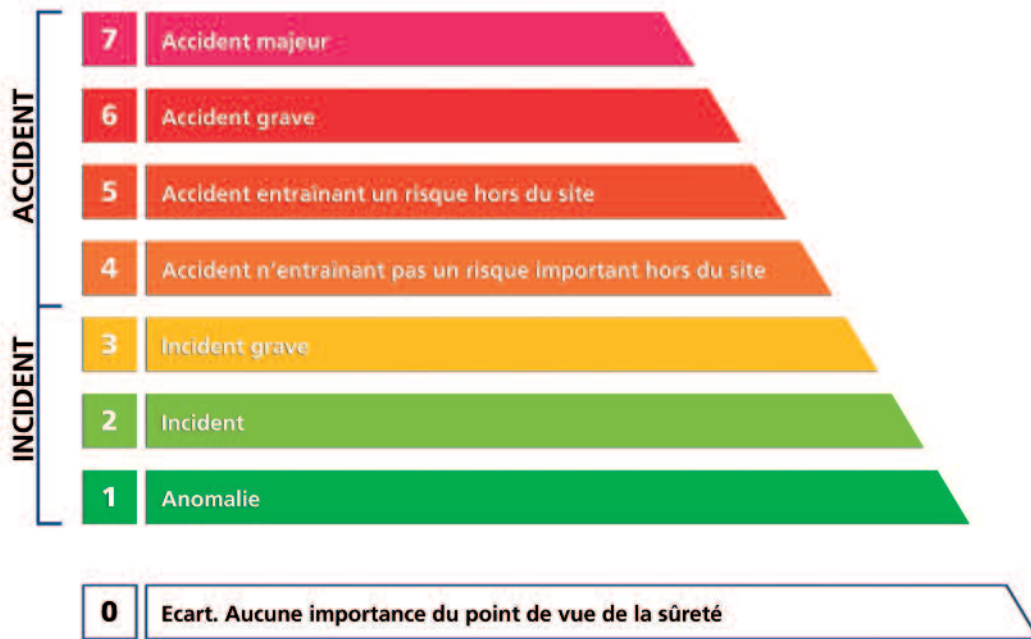 ACCIDENT
7 Accident majeur
6 Accident grave
5 Accident entraînant un risque hors du site
4 Accident n’entraînant pas un risque important hors du site
INCIDENT
3 Incident grave
2 Incident
1 Anomalie
0 Ecart. Aucune importance du point de vue de la sûreté